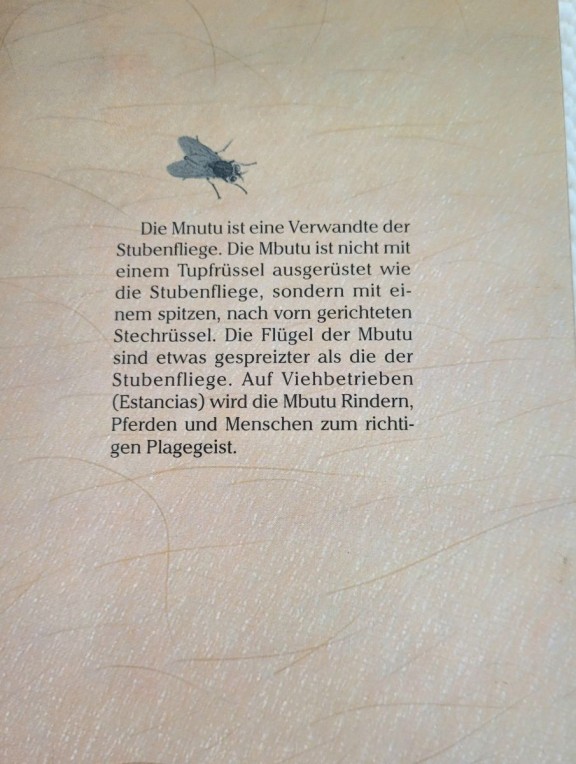 Die Mnutu ist eine Verwandte der
Stubenfliege. Die Mbutu ist nicht mit
einem Tupfrüssel ausgerüstet wie
die Stubenfliege, sondern mit ei-
nem spitzen, nach vorn gerichteten
Stechrüssel. Die Flügel der Mbutu
sind etwas gespreizter als die der
Stubenfliege. Auf Viehbetrieben
(Estancias) wird die Mbutu Rindern,
Pferden und Menschen zum richti-
gen Plagegeist.